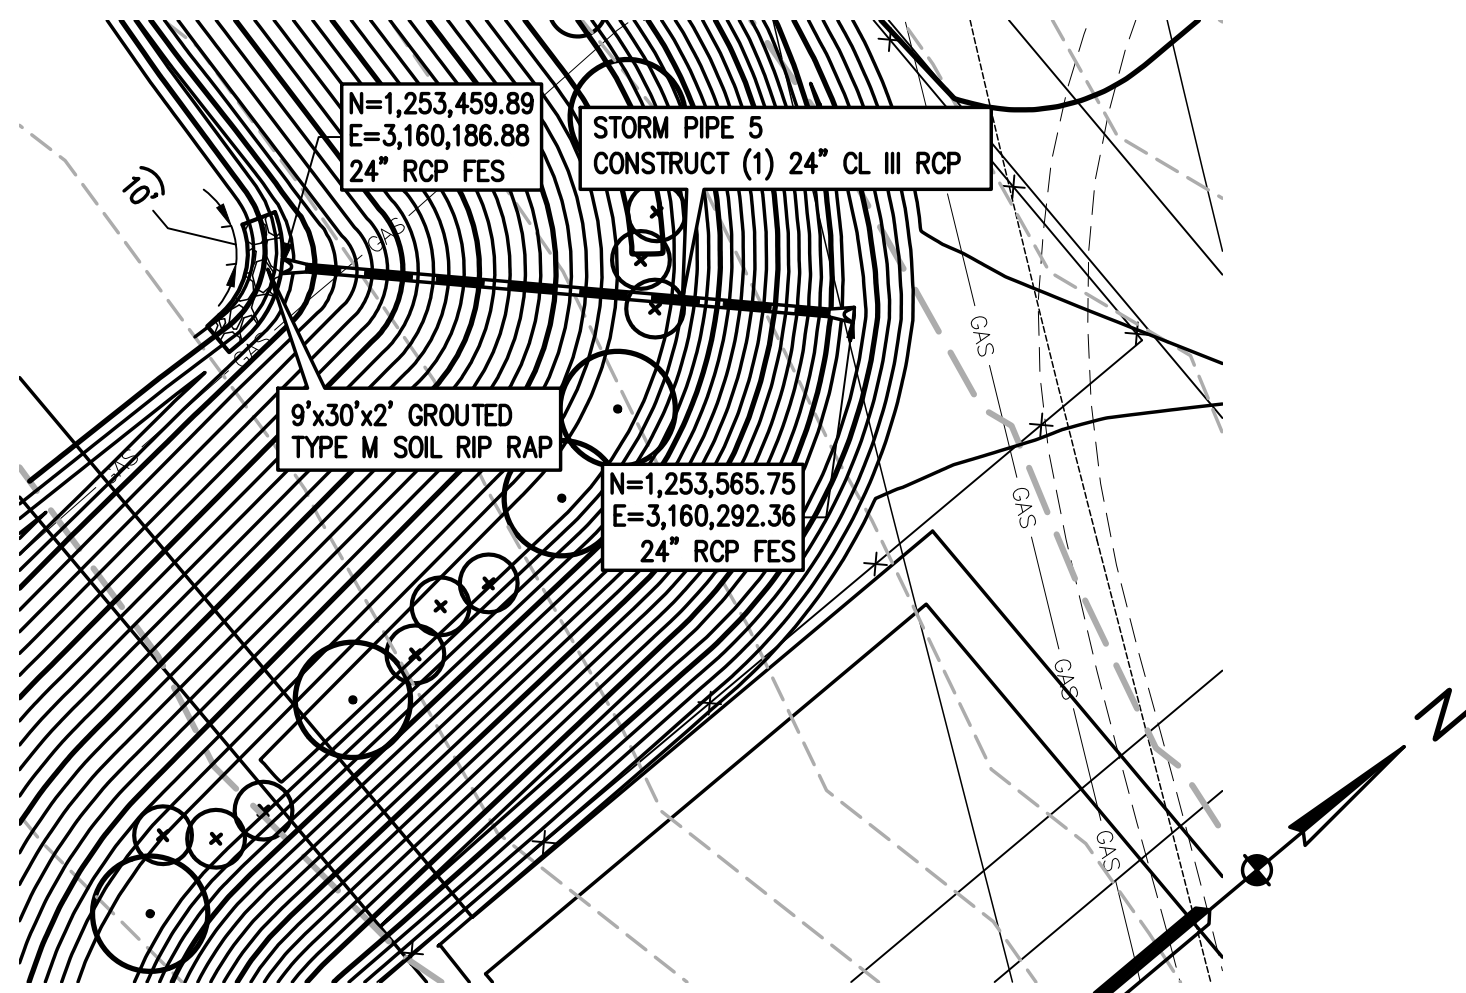 N=1,253,459.89
E=3,160,186.88
24" RCP FES
STORM PIPE 5
CONSTRUCT (1) 24" CL III RCP
10'
GAS
GAS
GAS
9'x30'x2' GROUTED
TYPE M SOIL RIP RAP
GAS
N=1,253,565.75
E=3,160,292.36
24" RCP FES
GAS
GAS
GAS
N